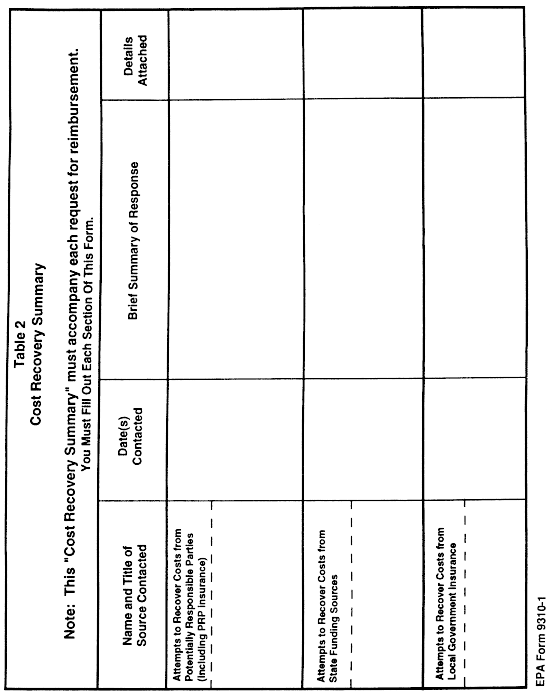 Table 2
Cost Recovery Summary
Note: This "Cost Recovery Summary" must accompany each request for reimbursement.
You Must Fill Out Each Section Of This Form.
Name and Title of
Source Contacted
Date(s)
Contacted
Brief Summary of Response
Details
Attached
Attempts to Recover Costs from
Potentially Responsible Parties
(Including PRP Insurance)
Attempts to Recover Costs from
State Funding Sources
Attempts to Recover Costs from
Local Government Insurance
EPA Form 9310-1